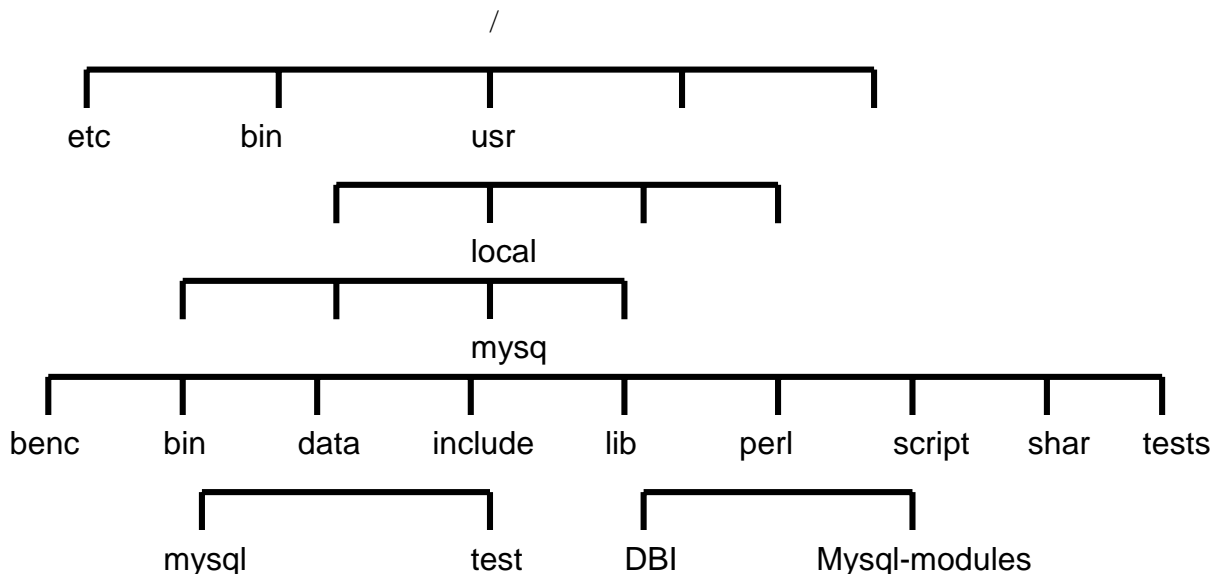 /
etc bin usr
local
mysq
benc bin data include lib perl script shar tests
mysql test DBI Mysql-modules